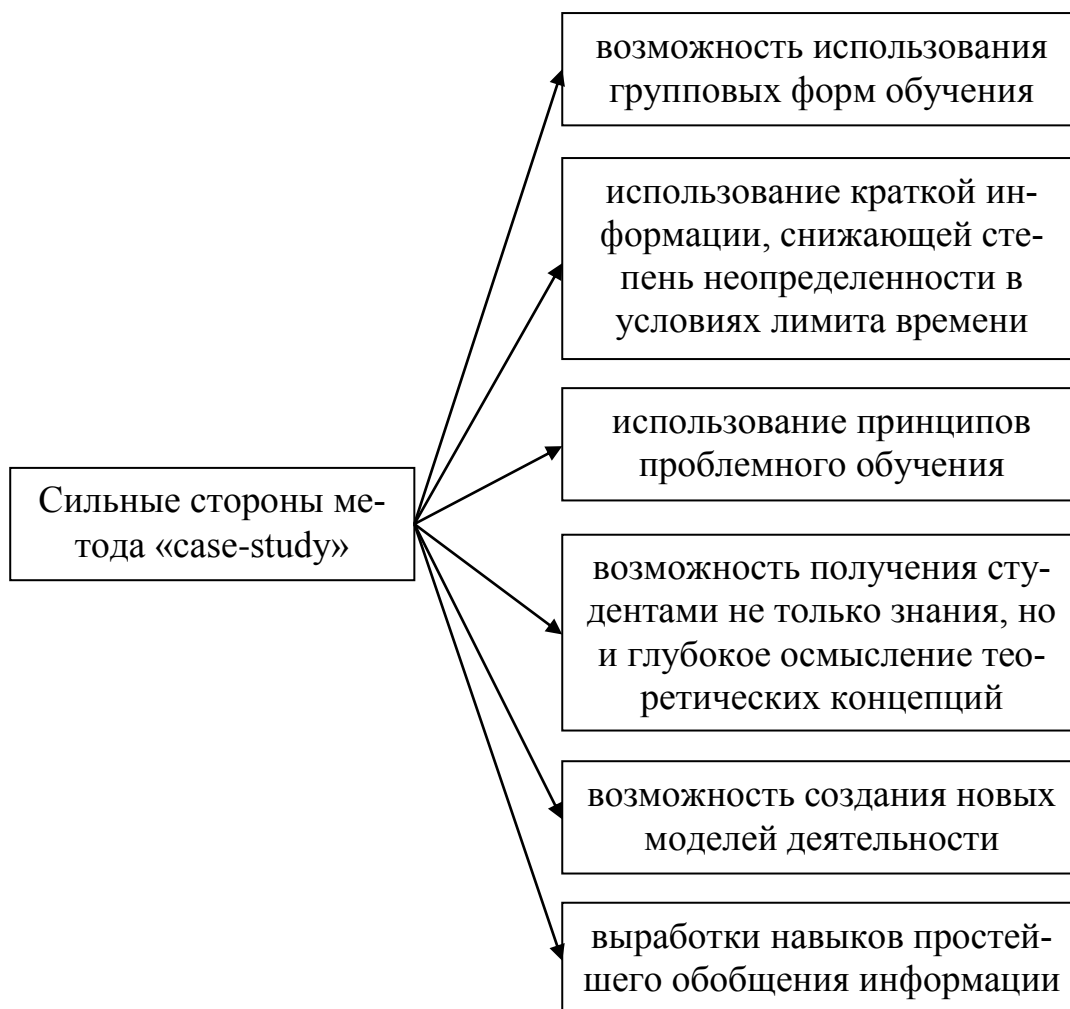 возможность использования
групповых форм обучения
использование краткой ин-
формации, снижающей сте-
пень неопределенности в
условиях лимита времени
использование принципов
проблемного обучения
Сильные стороны ме-
тода «case-study»
возможность получения сту-
дентами не только знания, но
и глубокое осмысление тео-
ретических концепций
возможность создания новых
моделей деятельности
выработки навыков простей-
шего обобщения информации